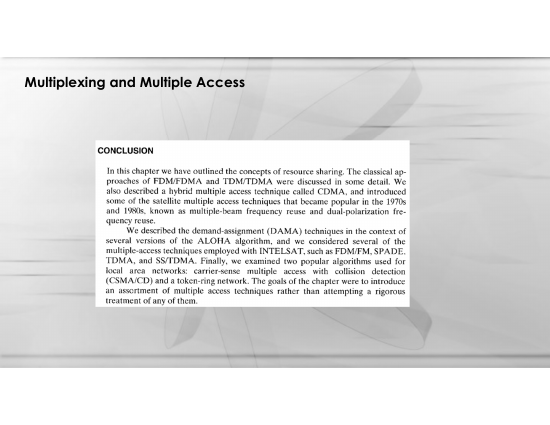 Multiplexing and Multiple Access
CONCLUSION
In this chapter we have outlined the concepts of resource sharing. The classical ap-
proaches of FDM/FDMA and TDM/TDMA were discussed in some detail. We
also described a hybrid multiple access technique called CDMA, and introduced
some of the satellite multiple access techniques that became popular in the 1970s
and 1980s, known as multiple-beam frequency reuse and dual-polarization fre-
quency reuse.
We described the demand-assignment (DAMA) techniques in the context of
several versions of the ALOHA algorithm, and we considered several of the
multiple-access techniques employed with INTELSAT, such as FDM/FM, SPADE,
TDMA, and SS/TDMA. Finally, we examined two popular algorithms used for
local area networks: carrier-sense multiple access with collision detection
(CSMA/CD) and a token-ring network. The goals of the chapter were to introduce
an assortment of multiple access techniques rather than attempting a rigorous
treatment of any of them.